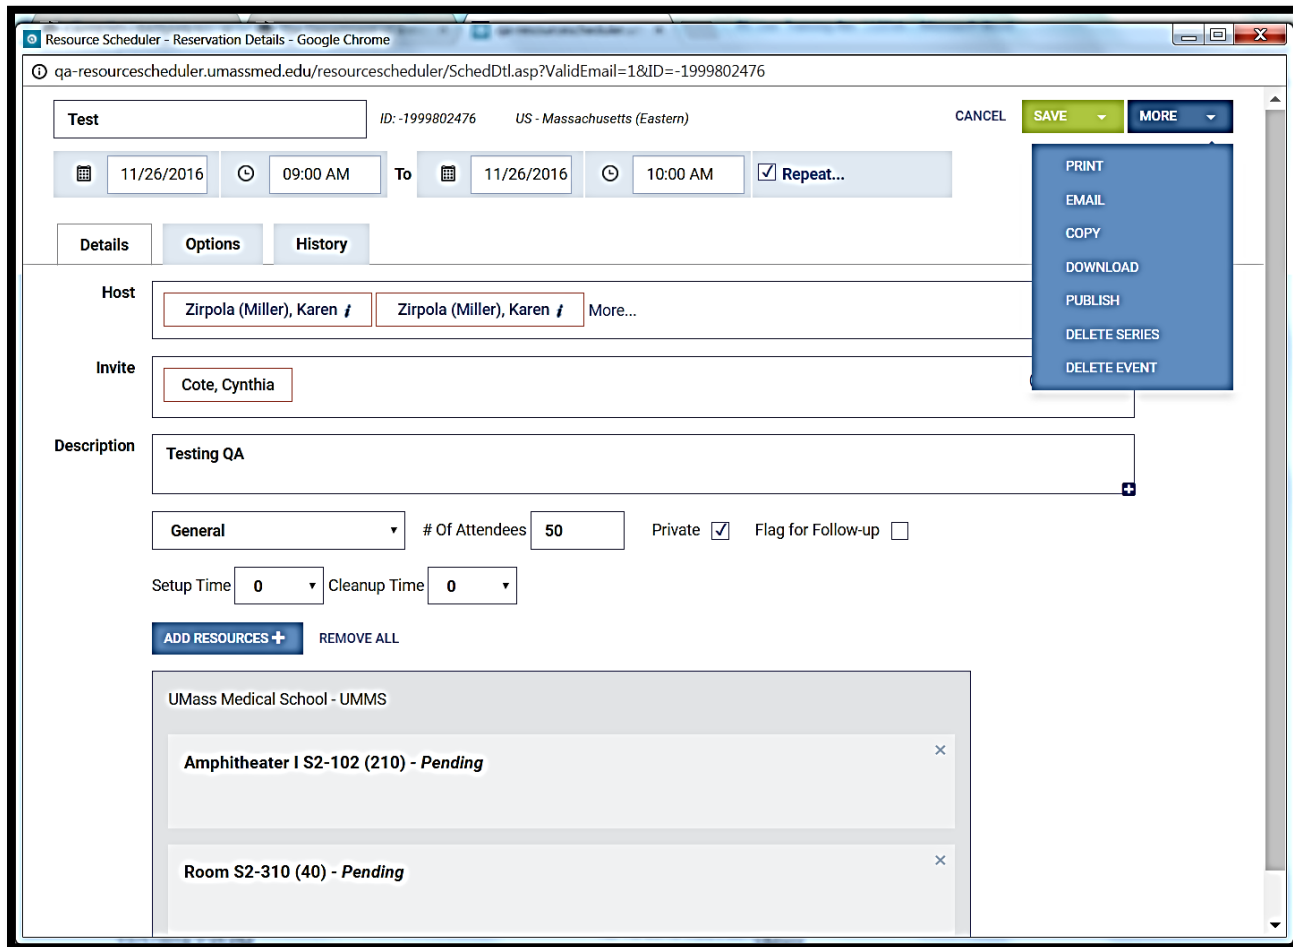 Resource Scheduler - Reservation Details - Google Chrome
qa-resourcescheduler.umassmed.edu/resourcescheduler/SchedDtl.asp?ValidEmail=1&ID=-1999802476
Test ID: -1999802476 US - Massachusetts (Eastern) CANCEL SAVE MORE
11/26/2016 09:00 AM To 11/26/2016 10:00 AM Repeat...
PRINT
EMAIL
COPY
DOWNLOAD
PUBLISH
DELETE SERIES
DELETE EVENT
Details Options History
Host Zirpola (Miller), Karen i Zirpola (Miller), Karen i More...
Invite Cote, Cynthia
Description Testing QA
General # Of Attendees 50 Private Flag for Follow-up
Setup Time 0 Cleanup Time 0
ADD RESOURCES REMOVE ALL
UMass Medical School - UMMS
Amphitheater I S2-102 (210) - Pending
Room S2-310 (40) - Pending